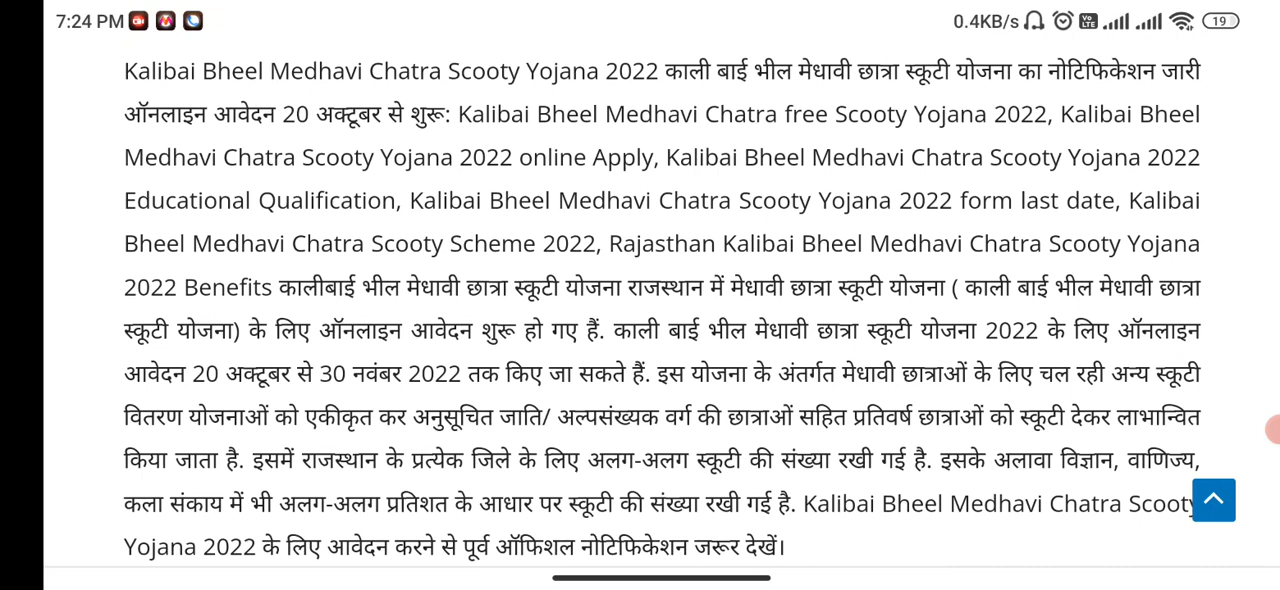 7:24 PM 0.4KB/s Vo LTE 19
Kalibai Bheel Medhavi Chatra Scooty Yojana 2022 काली बाई भील मेधावी छात्रा स्कूटी योजना का नोटिफिकेशन जारी
ऑनलाइन आवेदन 20 अक्टूबर से शुरू: Kalibai Bheel Medhavi Chatra free Scooty Yojana 2022, Kalibai Bheel
Medhavi Chatra Scooty Yojana 2022 online Apply, Kalibai Bheel Medhavi Chatra Scooty Yojana 2022
Educational Qualification, Kalibai Bheel Medhavi Chatra Scooty Yojana 2022 form last date, Kalibai
Bheel Medhavi Chatra Scooty Scheme 2022, Rajasthan Kalibai Bheel Medhavi Chatra Scooty Yojana
2022 Benefits कालीबाई भील मेधावी छात्रा स्कूटी योजना राजस्थान में मेधावी छात्रा स्कूटी योजना ( काली बाई भील मेधावी छात्रा
स्कूटी योजना) के लिए ऑनलाइन आवेदन शुरू हो गए हैं. काली बाई भील मेधावी छात्रा स्कूटी योजना 2022 के लिए ऑनलाइन
आवेदन 20 अक्टूबर से 30 नवंबर 2022 तक किए जा सकते हैं. इस योजना के अंतर्गत मेधावी छात्राओं के लिए चल रही अन्य स्कूटी
वितरण योजनाओं को एकीकृत कर अनुसूचित जाति/ अल्पसंख्यक वर्ग की छात्राओं सहित प्रतिवर्ष छात्राओं को स्कूटी देकर लाभान्वित
किया जाता है. इसमें राजस्थान के प्रत्येक जिले के लिए अलग-अलग स्कूटी की संख्या रखी गई है. इसके अलावा विज्ञान, वाणिज्य,
कला संकाय में भी अलग-अलग प्रतिशत के आधार पर स्कूटी की संख्या रखी गई है. Kalibai Bheel Medhavi Chatra Scooty
Yojana 2022 के लिए आवेदन करने से पूर्व ऑफिशल नोटिफिकेशन जरूर देखें।